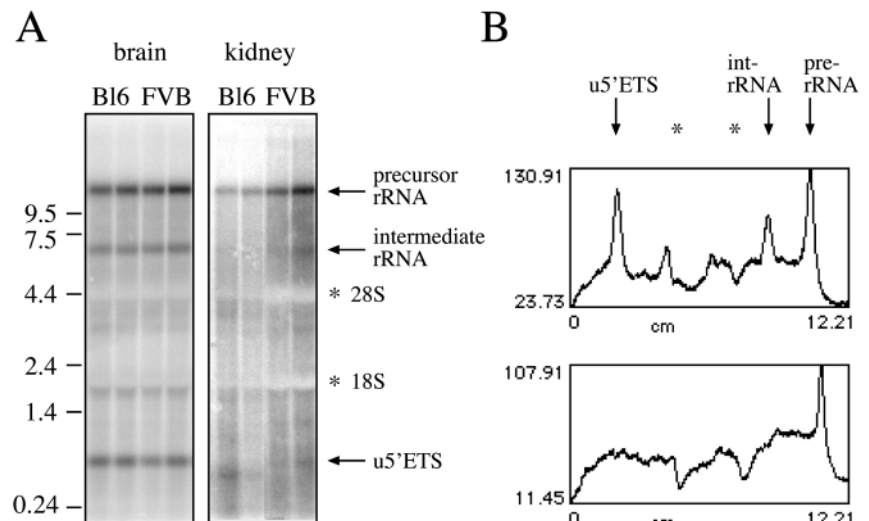 A
brain kidney
Bl6 FVB Bl6 FVB
precursor
rRNA
9.5
7.5
intermediate
rRNA
4.4
* 28S
2.4
* 18S
1.4
u5'ETS
0.24
B
int-
rRNA
pre-
rRNA
u5'ETS
* *
130.91
23.73
0 cm 12.21
107.91
11.45
0 cm 12.21